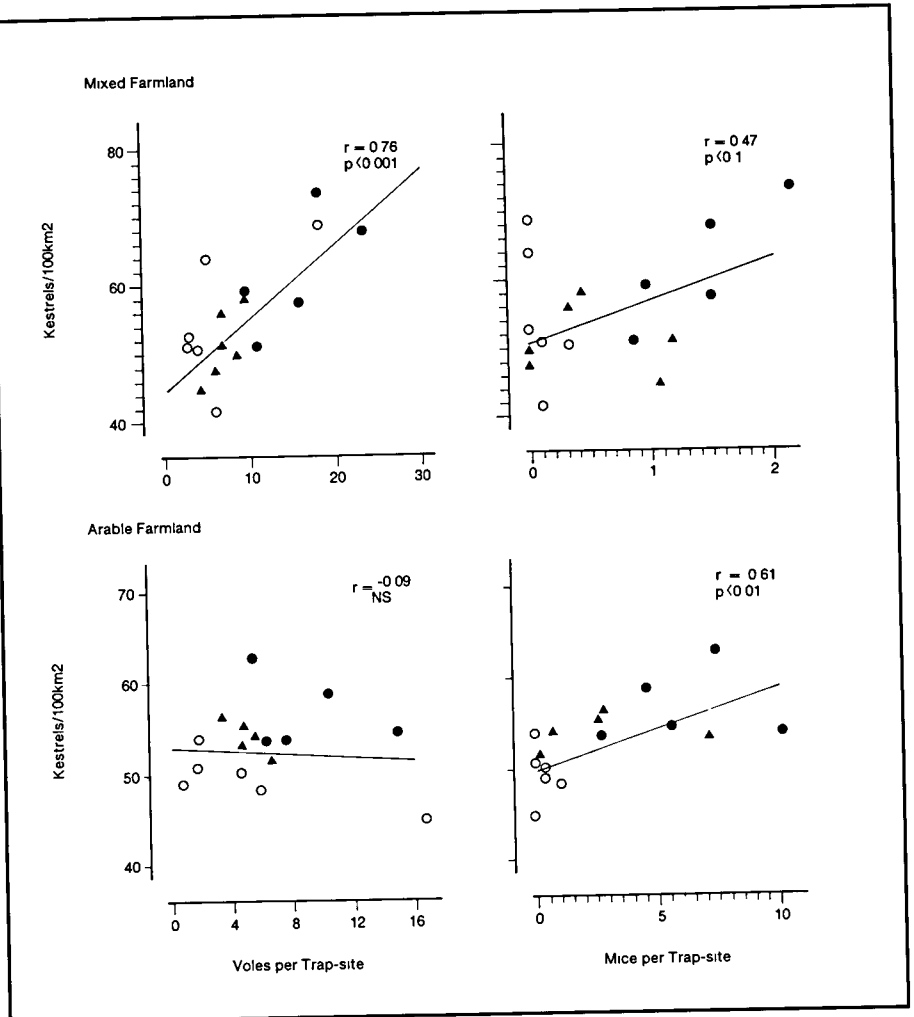 Mixed Farmland
r = 0 76
p<0 001
80
60
40
Kestrels/100km2
0 10 20 30
r = 0 47
p<0 1
0 1 2
Arable Farmland
r = -0 09
NS
70
60
50
40
Kestrels/100km2
0 4 8 12 16
Voles per Trap-site
r = 0 61
p<0 01
0 5 10
Mice per Trap-site